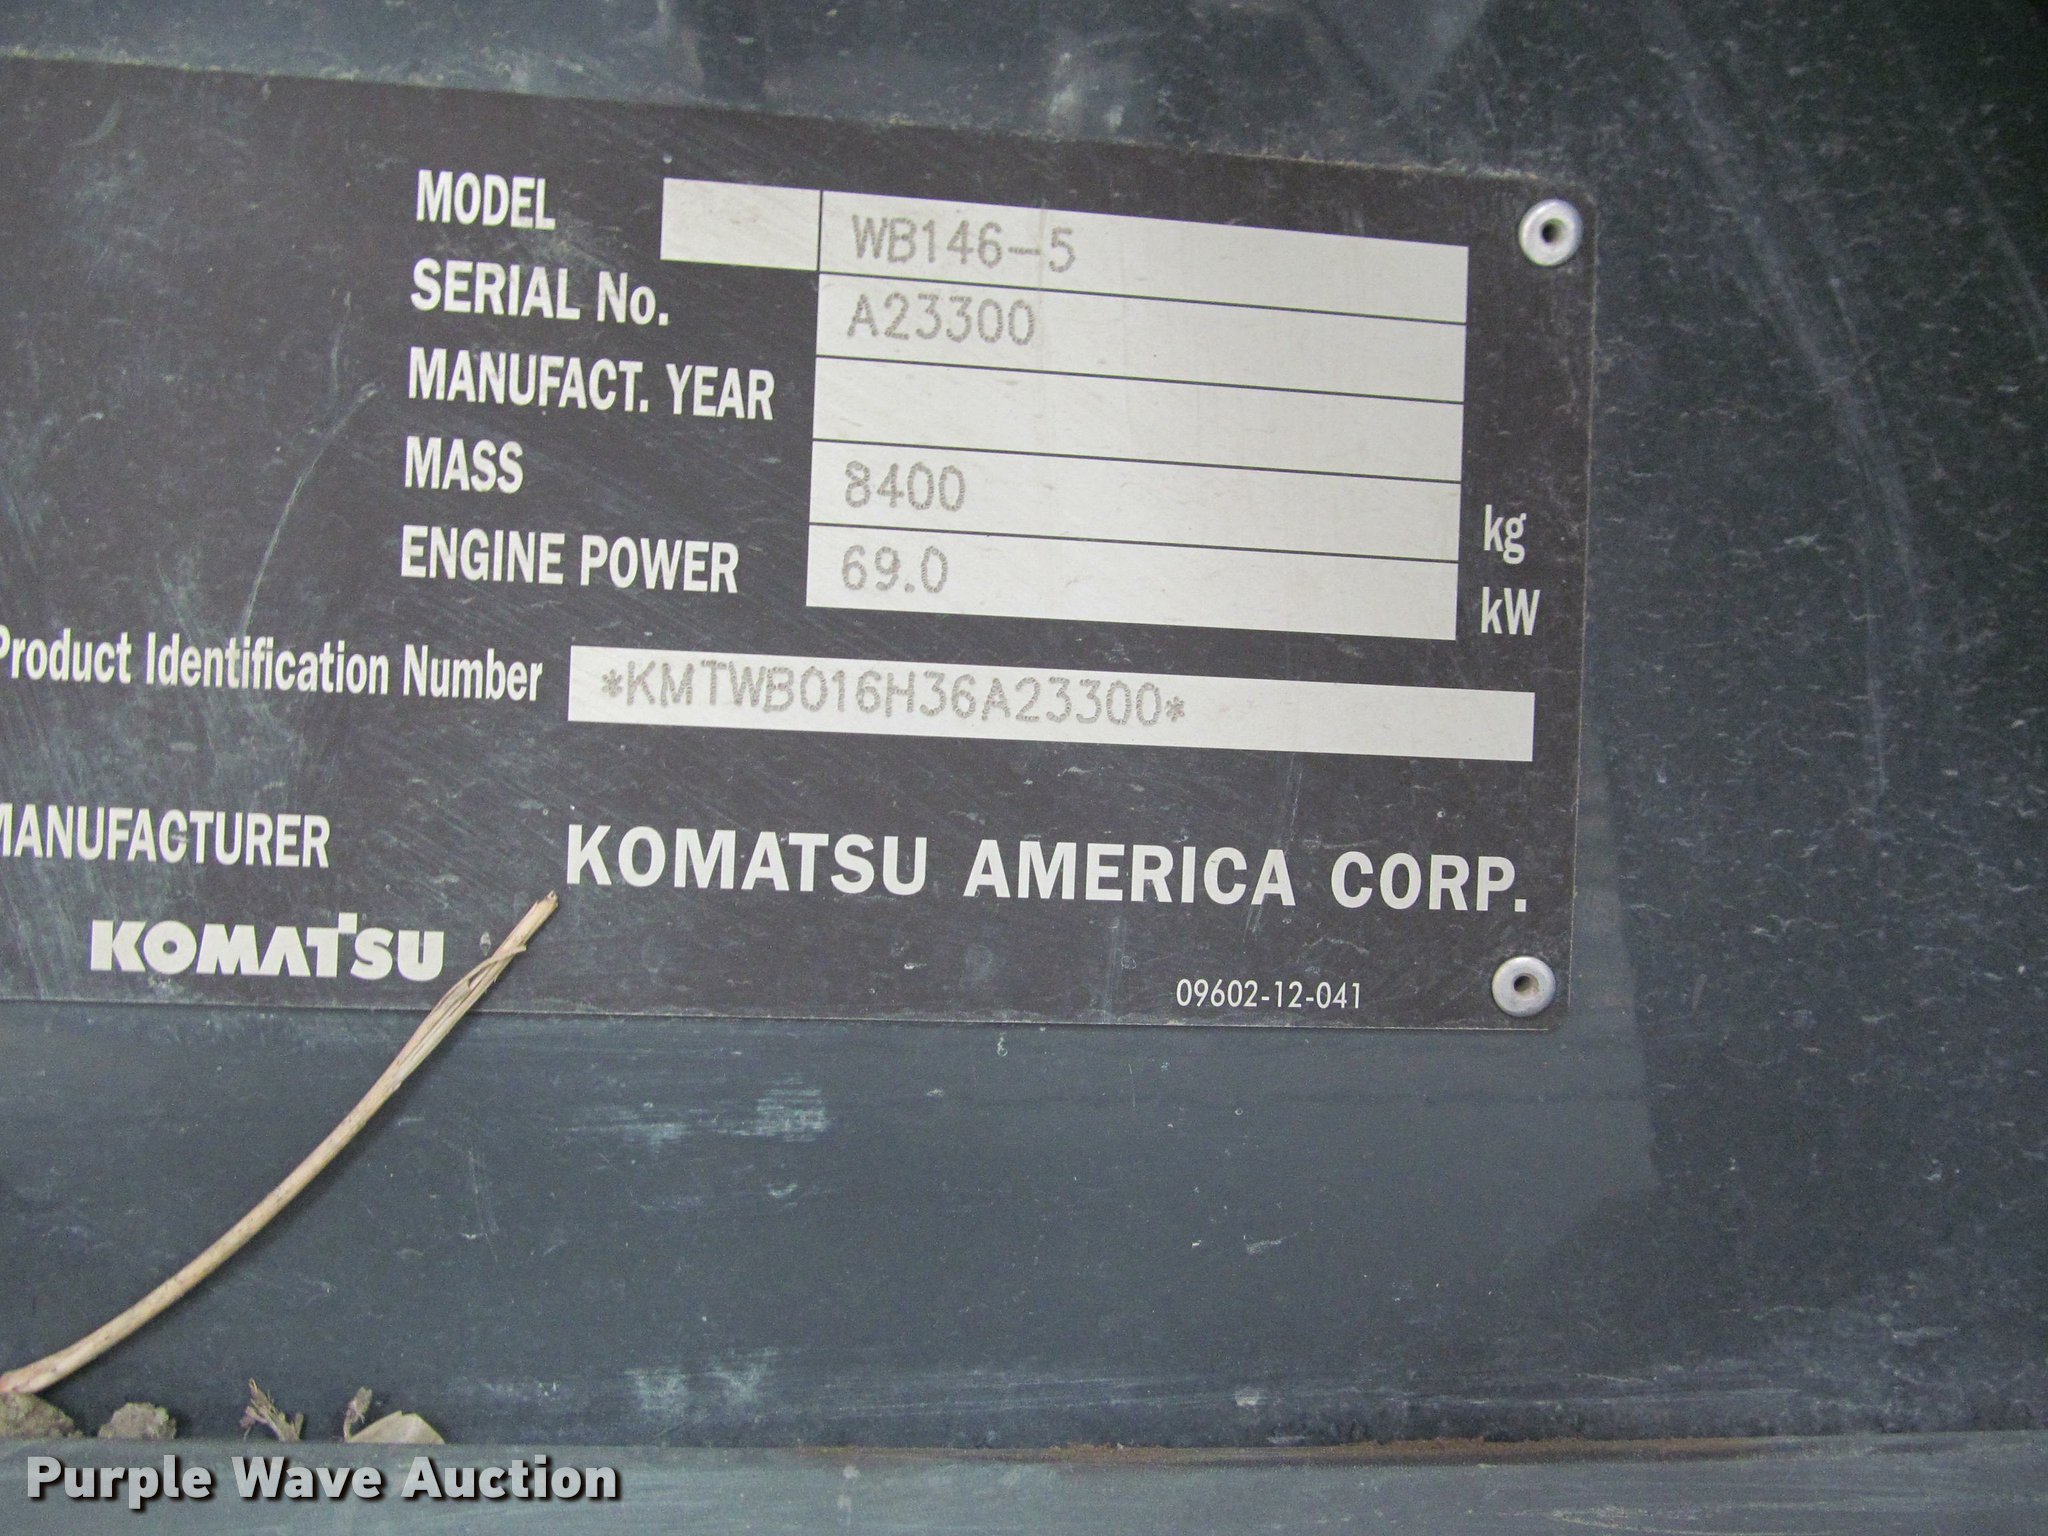 MODEL WB146-5
SERIAL No. A23300
MANUFACT. YEAR
MASS 8400 kg
ENGINE POWER 69.0 kW
Product Identification Number *KMTWB016H36A23300*
MANUFACTURER KOMATSU AMERICA CORP.
KOMATSU
09602-12-041
Purple Wave Auction